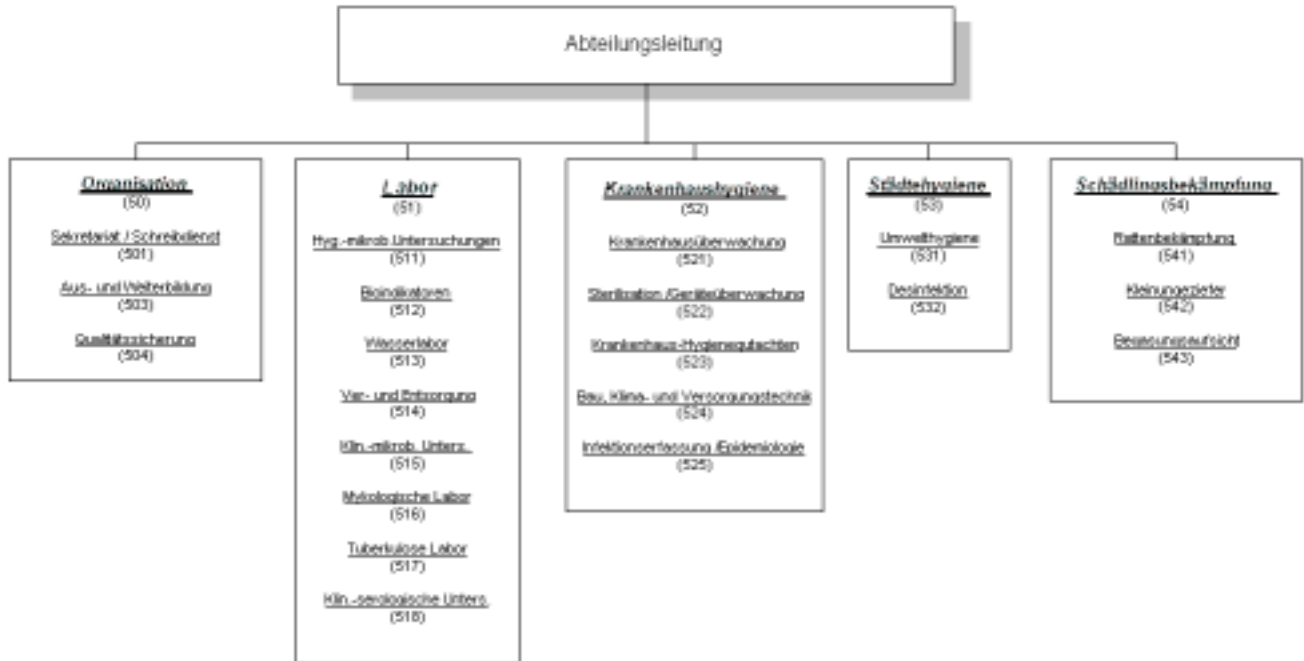 Abteilungsleitung
Organisation
(50)
Sekretariat / Schreibdienst
(501)
Aus- und Weiterbildung
(503)
Qualitätssicherung
(504)
Labor
(51)
Hyg.-mikrob.Untersuchungen
(511)
Bioindikatoren
(512)
Wasserlabor
(513)
Ver- und Entsorgung
(514)
Klin.-mikrob. Unters.
(515)
Mykologische Labor
(516)
Tuberkulose Labor
(517)
Klin.-serologische Unters.
(518)
Krankenhaushygiene
(52)
Krankenhausüberwachung
(521)
Sterilization /Geräteüberwachung
(522)
Krankenhaus-Hygienegutachten
(523)
Bau, Klima- und Versorgungstechnik
(524)
Infektionserfassung /Epidemiologie
(525)
Städtehygiene
(53)
Umwelthygiene
(531)
Desinfektion
(532)
Schädlingsbekämpfung
(54)
Rattenbekämpfung
(541)
Kleinungeziefer
(542)
Begasungsaufsicht
(543)